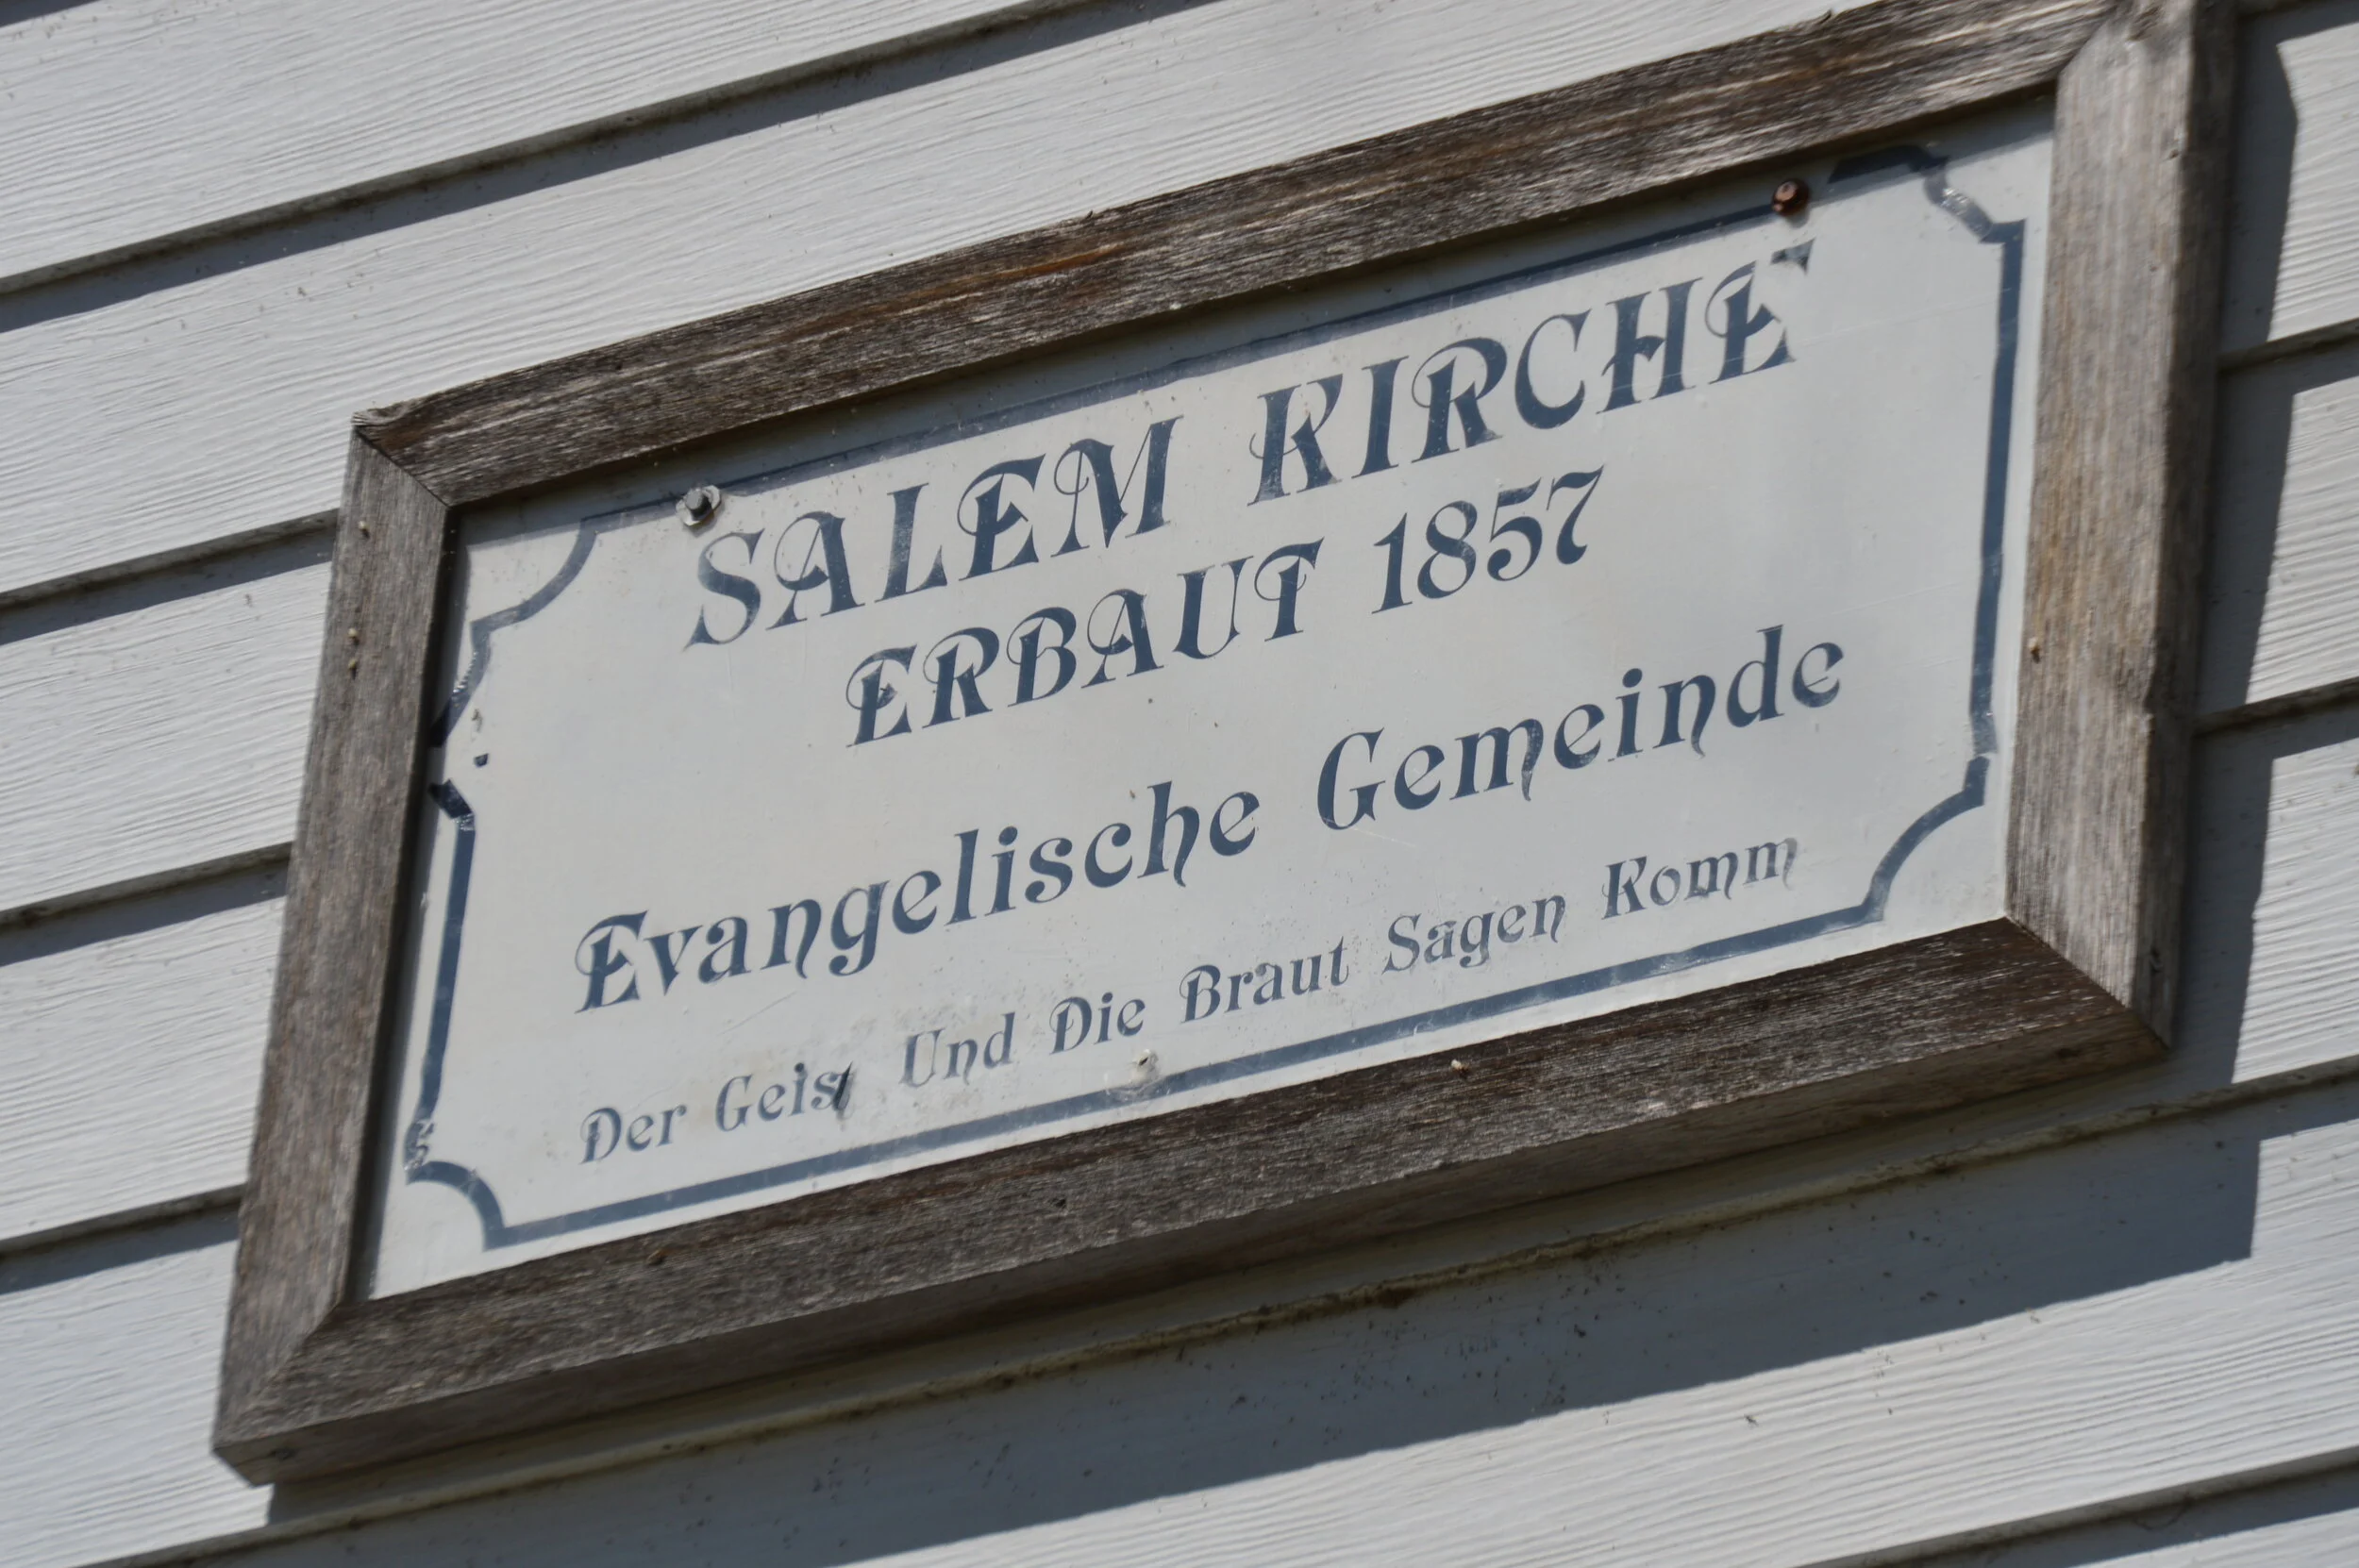 SALEM KIRCHE
ERBAUT 1857
Evangelische Gemeinde
Der Geist Und Die Braut Sagen Komm